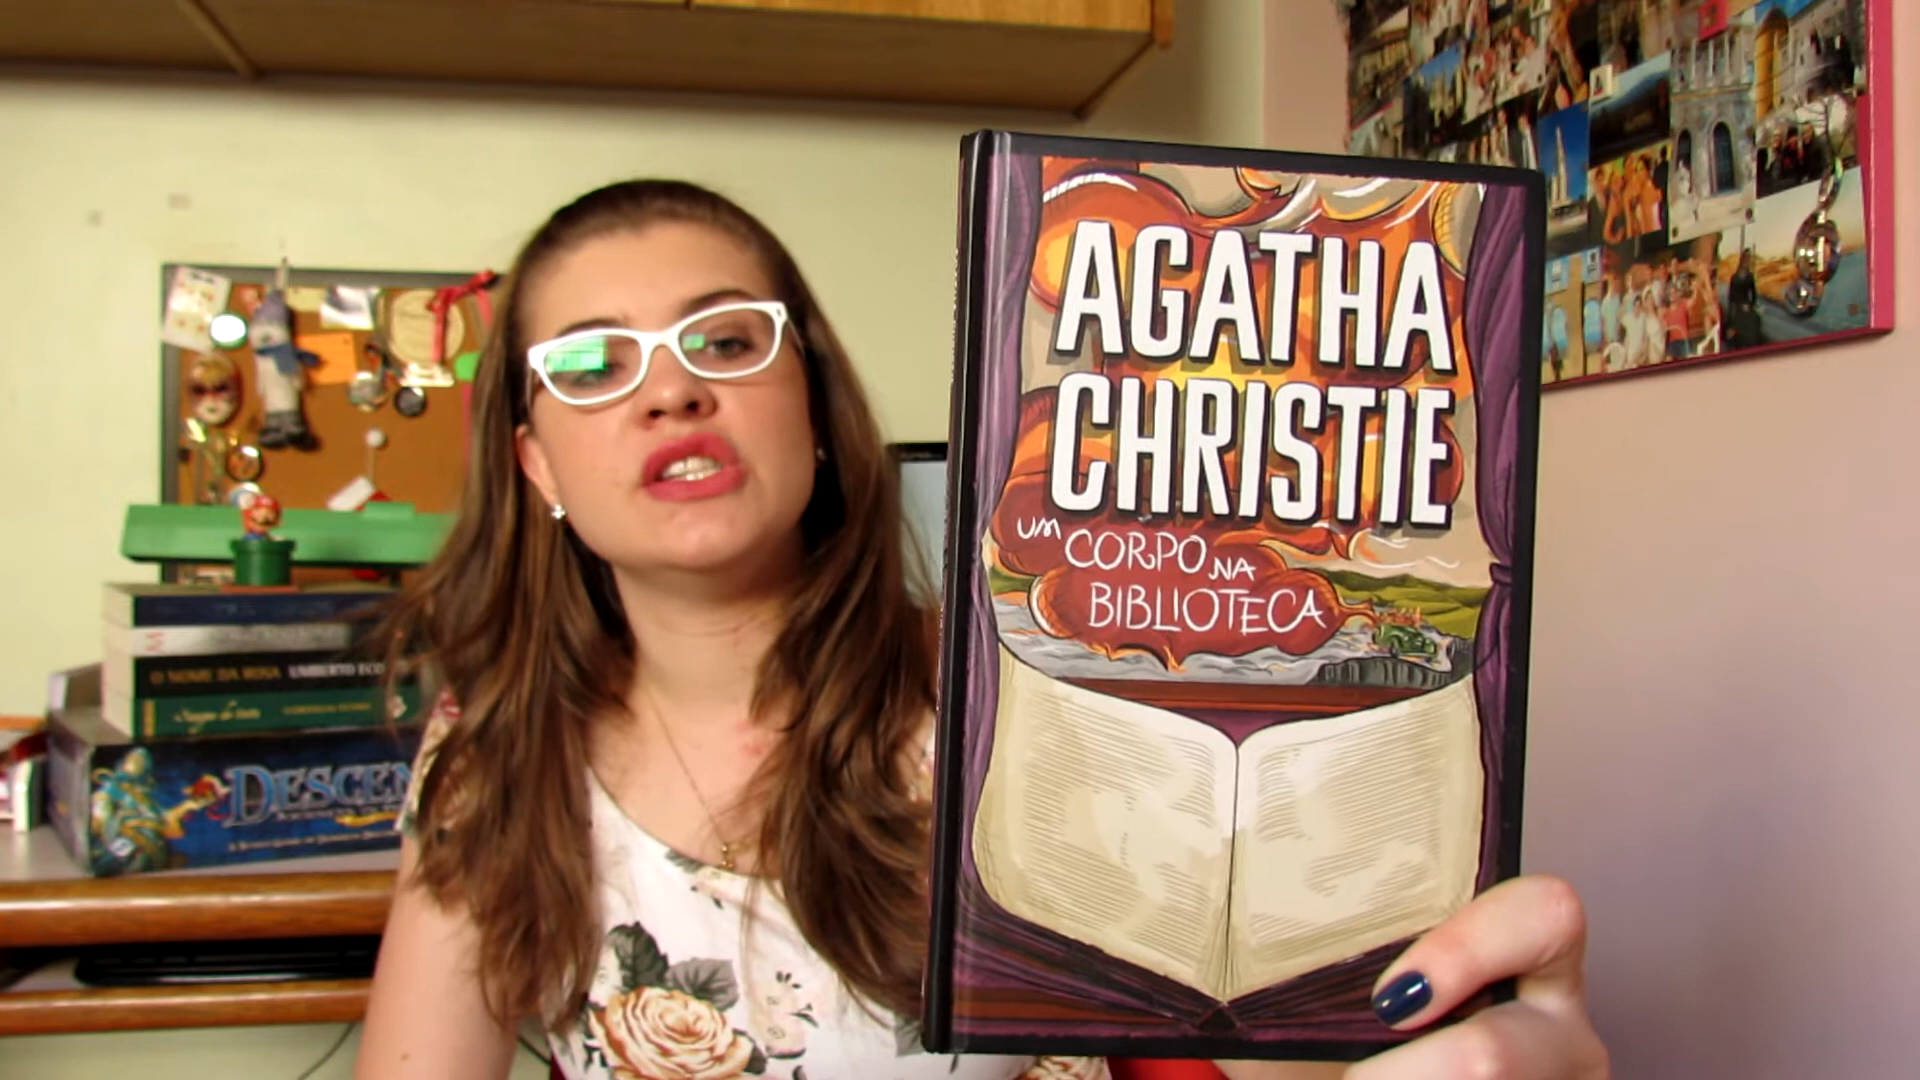 AGATHA
CHRISTIE
UM
CORPO NA
BIBLIOTECA
O NOME DA ROSA UMBERTO ECO
DESCEN